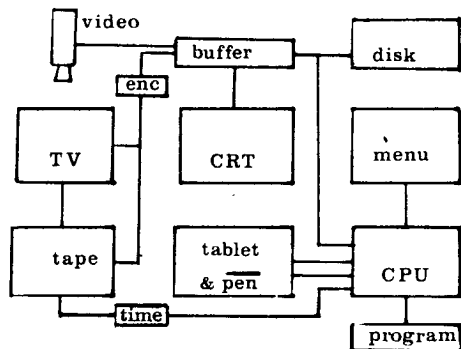 video
buffer
disk
enc
TV
CRT
menu
tape
tablet
& pen
CPU
time
program